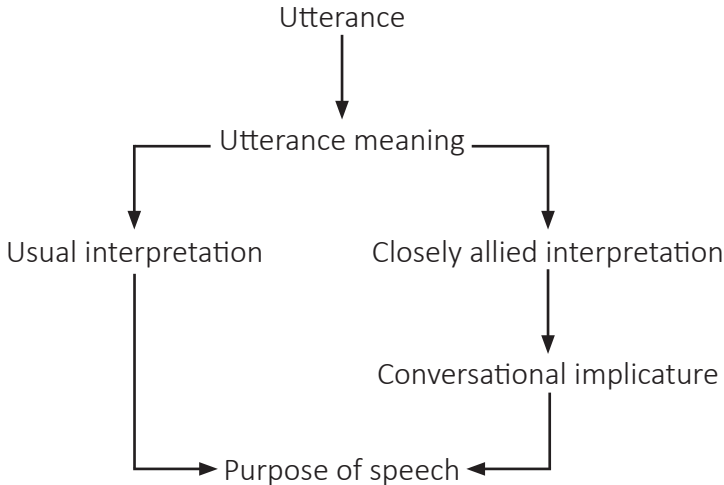 Utterance
Utterance meaning
Usual interpretation
Closely allied interpretation
Conversational implicature
Purpose of speech